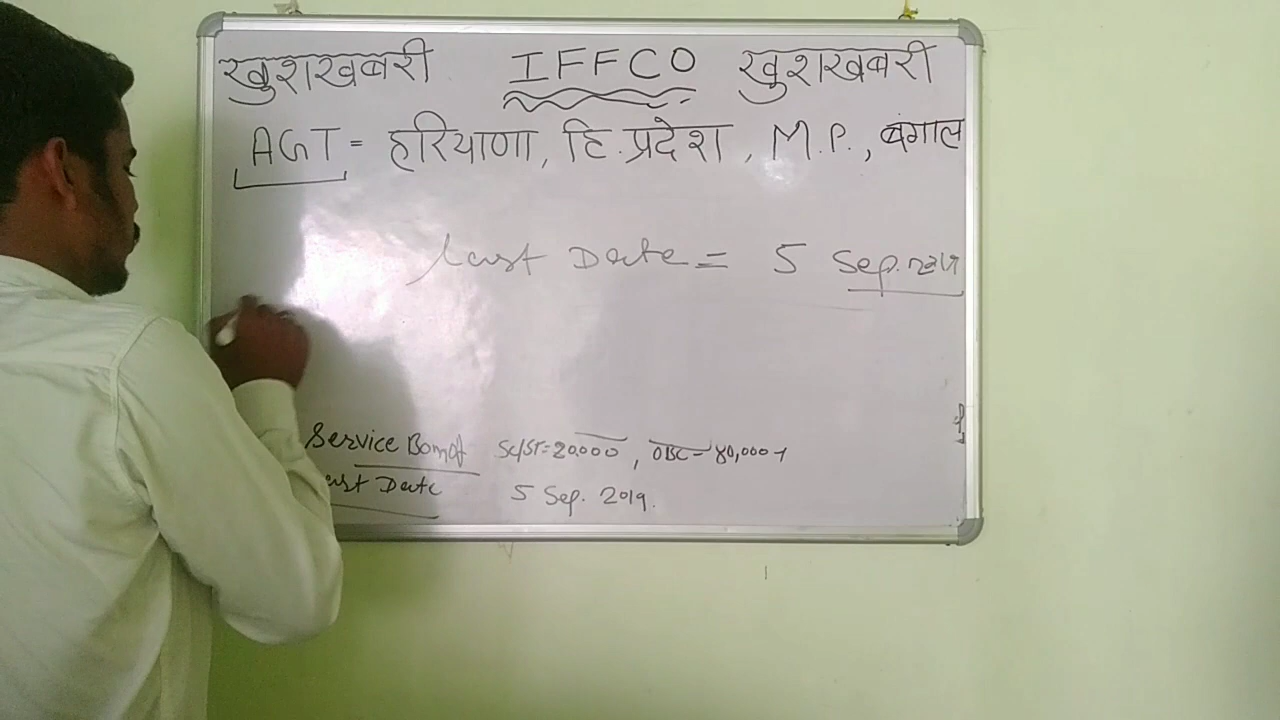 खुशखबरी IFFCO खुशखबरी
AGT = हरियाणा, हि.प्रदेश, M.P., बंगाल
Last Date = 5 Sep. 2019
Service Bomd SC/ST=20,000, OBC-40,000
Last Date 5 Sep. 2019.